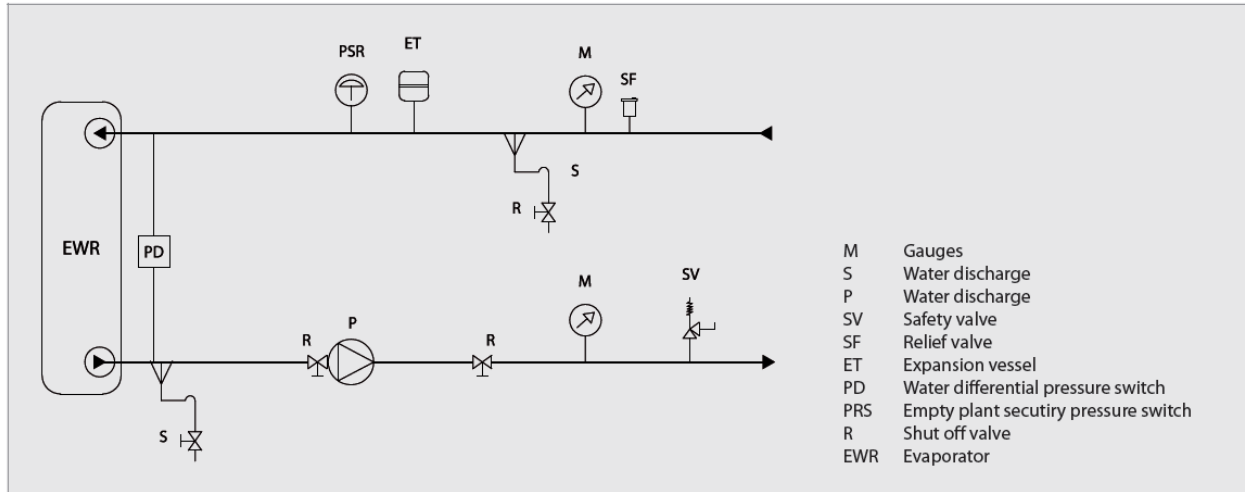 PSR
ET
M
SF
S
R
EWR
PD
M
SV
R
P
R
S
M Gauges
S Water discharge
P Water discharge
SV Safety valve
SF Relief valve
ET Expansion vessel
PD Water differential pressure switch
PRS Empty plant secutiry pressure switch
R Shut off valve
EWR Evaporator